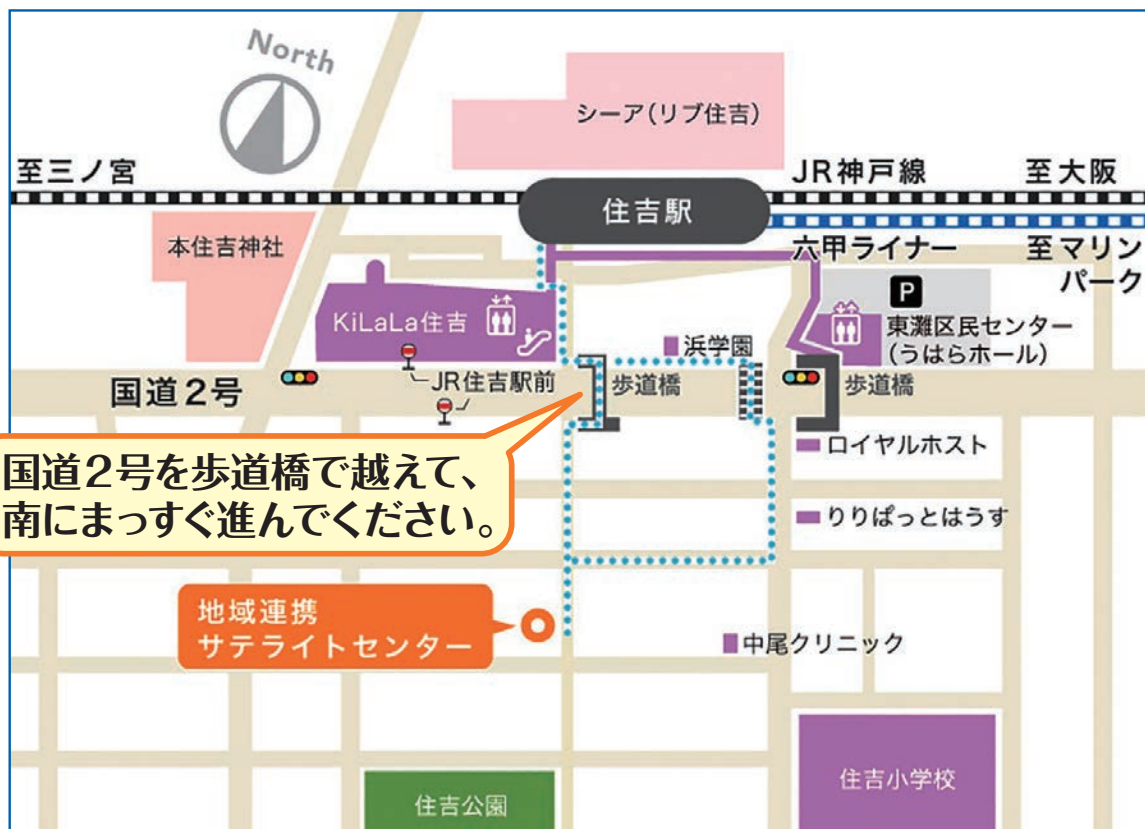 North
シーア(リブ住吉)
至三ノ宮
JR神戸線
至大阪
住吉駅
本住吉神社
六甲ライナー
至マリン
パーク
P
KiLaLa住吉
浜学園
東灘区民センター
(うはらホール)
国道2号
JR住吉駅前
歩道橋
歩道橋
ロイヤルホスト
国道2号を歩道橋で越えて、
南にまっすぐ進んでください。
りりぱっとはうす
地域連携
サテライトセンター
中尾クリニック
住吉小学校
住吉公園